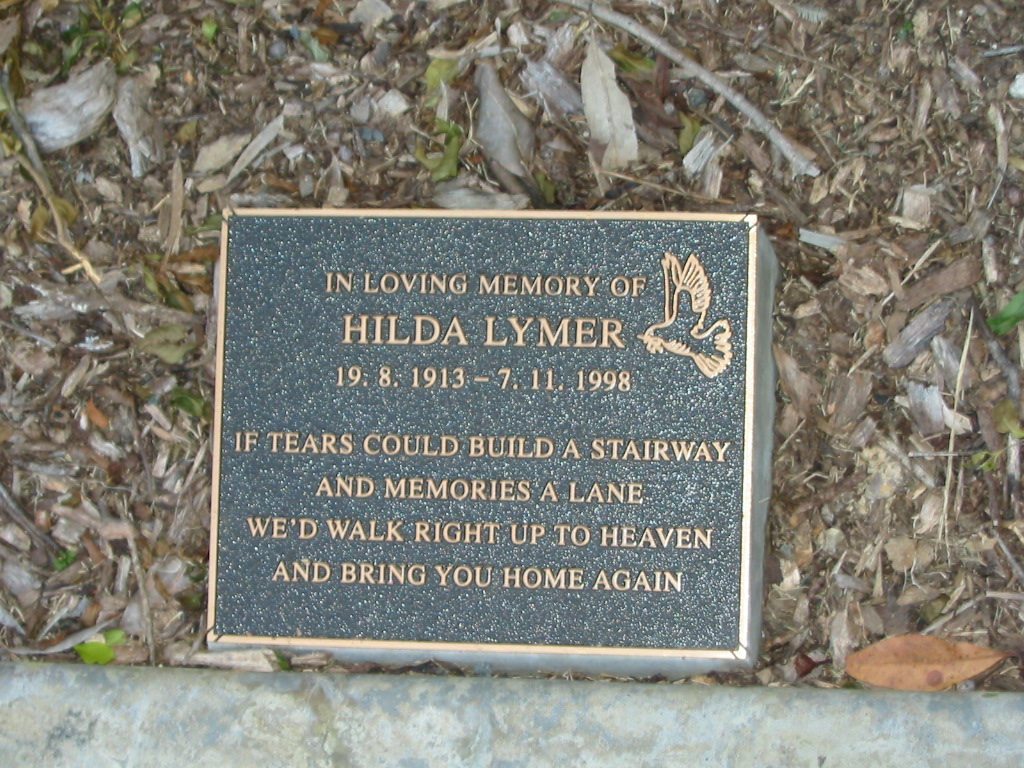 IN LOVING MEMORY OF
HILDA LYMER
19. 8. 1913 – 7. 11. 1998
IF TEARS COULD BUILD A STAIRWAY
AND MEMORIES A LANE
WE'D WALK RIGHT UP TO HEAVEN
AND BRING YOU HOME AGAIN